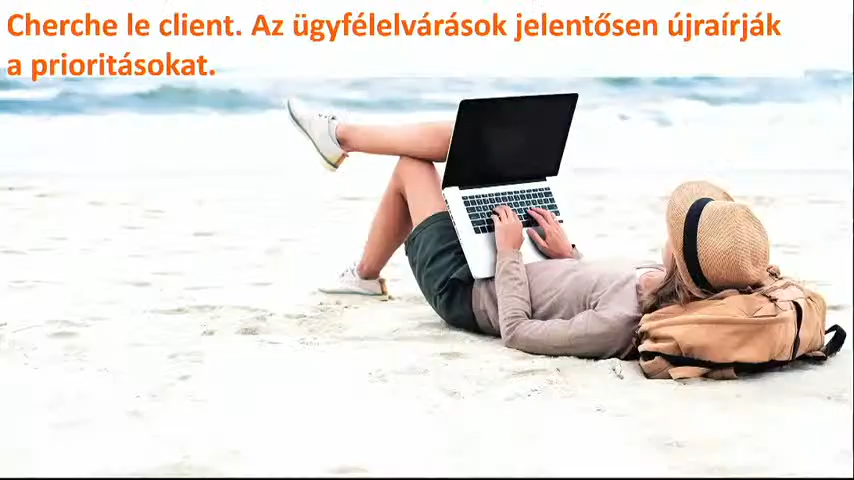 Cherche le client. Az ügyfélelvárások jelentősen újraírják
a prioritásokat.